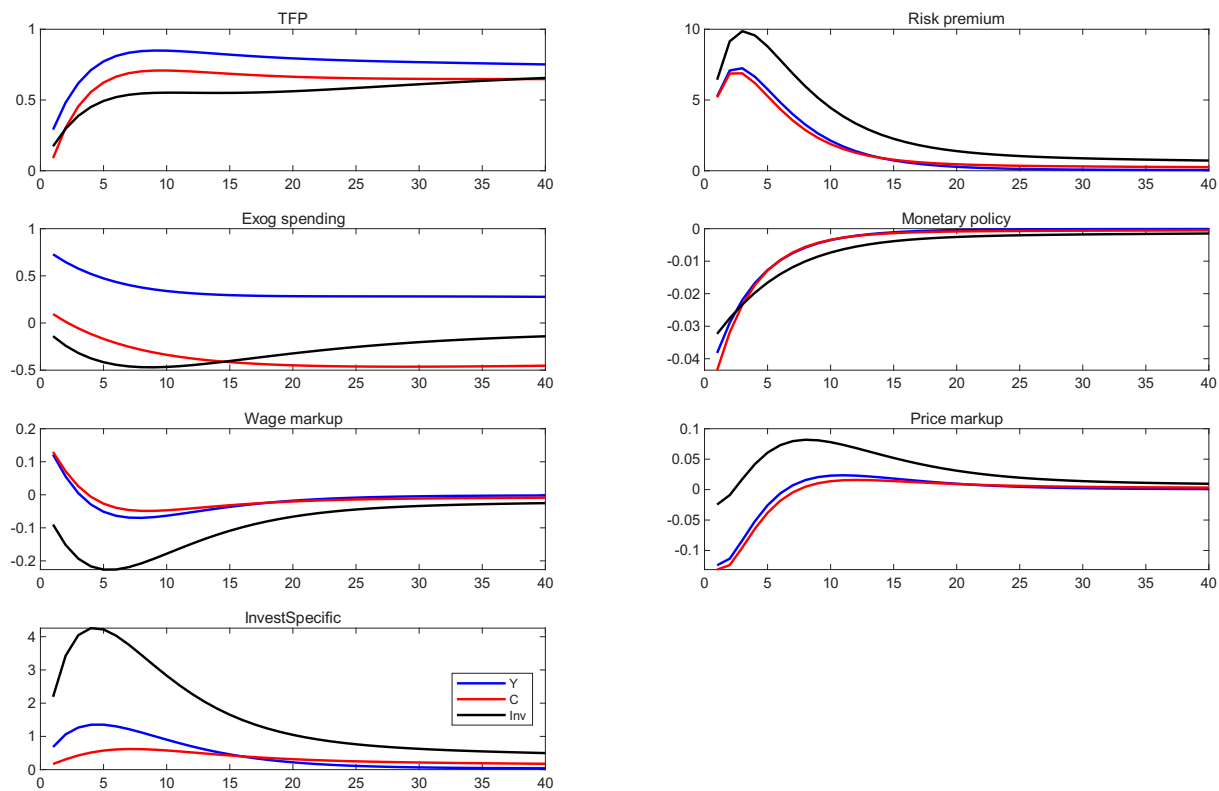 TFP
1
0.5
0
0 5 10 15 20 25 30 35 40
Risk premium
10
5
0
0 5 10 15 20 25 30 35 40
Exog spending
1
0.5
0
-0.5
0 5 10 15 20 25 30 35 40
Monetary policy
0
-0.01
-0.02
-0.03
-0.04
0 5 10 15 20 25 30 35 40
Wage markup
0.2
0.1
0
-0.1
-0.2
0 5 10 15 20 25 30 35 40
Price markup
0.1
0.05
0
-0.05
-0.1
0 5 10 15 20 25 30 35 40
InvestSpecific
4
3
2
1
0
0 5 10 15 20 25 30 35 40
Y
C
Inv